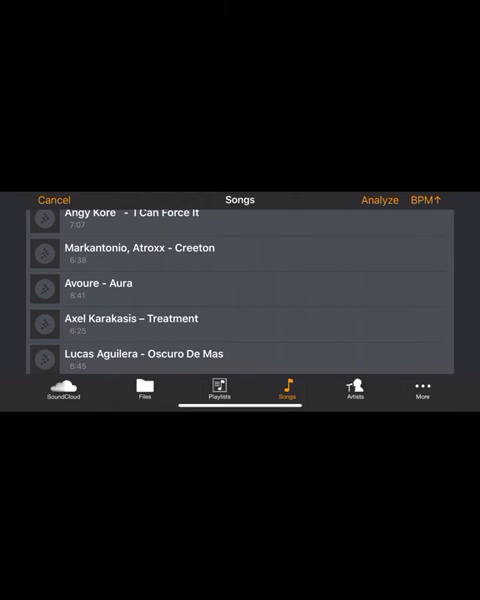 Cancel Songs Analyze BPM↑
Angy Kore - I Can Force It
7:07
Markantonio, Atroxx - Creeton
6:38
Avoure - Aura
8:41
Axel Karakasis – Treatment
6:25
Lucas Aguilera - Oscuro De Mas
6:45
SoundCloud Files Playlists Songs Artists More